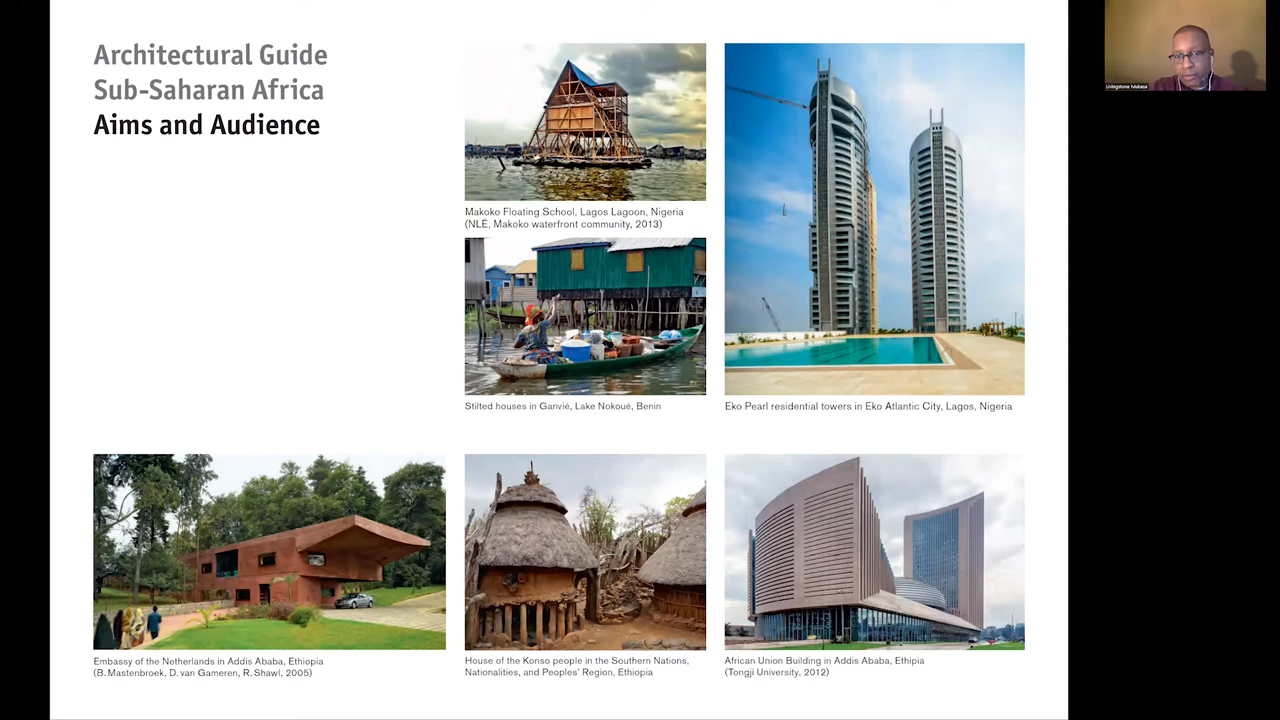 Architectural Guide
Sub-Saharan Africa
Aims and Audience
Livingstone Mukasa
Makoko Floating School, Lagos Lagoon, Nigeria
(NLÉ, Makoko waterfront community, 2013)
Stilted houses in Ganvié, Lake Nokoué, Benin
Eko Pearl residential towers in Eko Atlantic City, Lagos, Nigeria
Embassy of the Netherlands in Addis Ababa, Ethiopia
(B. Mastenbroek, D. van Gameren, R. Shawl, 2005)
House of the Konso people in the Southern Nations,
Nationalities, and Peoples' Region, Ethiopia
African Union Building in Addis Ababa, Ethipia
(Tongji University, 2012)